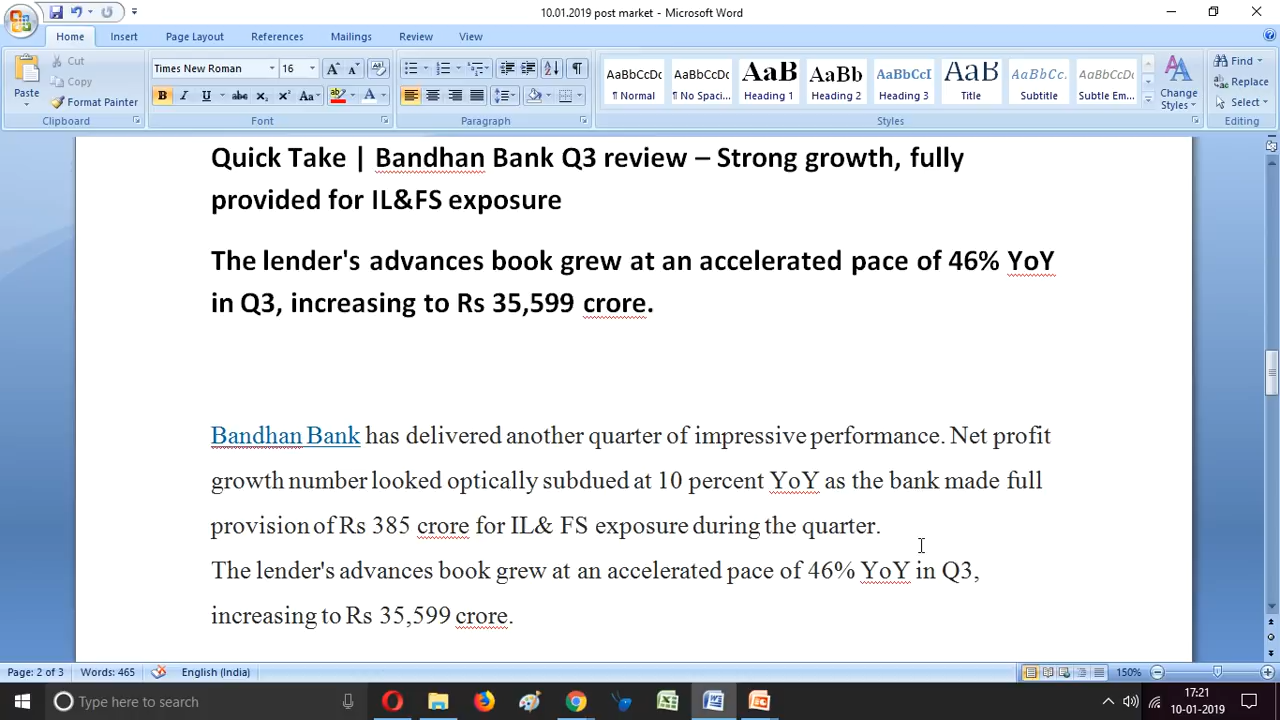 10.01.2019 post market - Microsoft Word
Home Insert Page Layout References Mailings Review View
Paste
Cut
Copy
Format Painter
Clipboard
Times New Roman 16
Font
Paragraph
AaBbCcDc AaBbCcDc AaB AaBb AaBbCcI AaB AaBbCc. AaBbCcDc
¶ Normal ¶ No Spaci... Heading 1 Heading 2 Heading 3 Title Subtitle Subtle Em...
Styles
Change Styles
Find
Replace
Select
Editing
Quick Take | Bandhan Bank Q3 review – Strong growth, fully
provided for IL&FS exposure
The lender's advances book grew at an accelerated pace of 46% YoY
in Q3, increasing to Rs 35,599 crore.
Bandhan Bank has delivered another quarter of impressive performance. Net profit
growth number looked optically subdued at 10 percent YoY as the bank made full
provision of Rs 385 crore for IL& FS exposure during the quarter.
The lender's advances book grew at an accelerated pace of 46% YoY in Q3,
increasing to Rs 35,599 crore.
Page: 2 of 3 Words: 465 English (India) 150%
Type here to search
17:21
10-01-2019